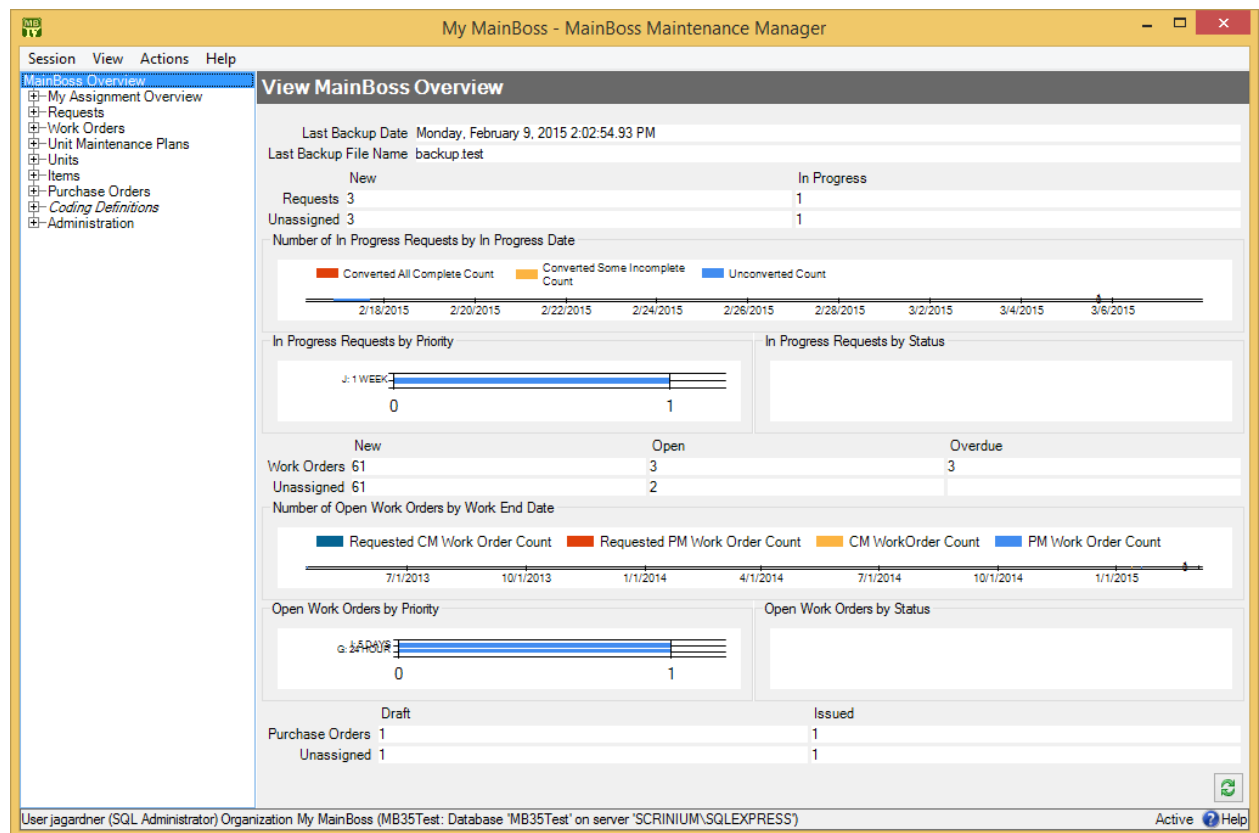 MB
IV
My MainBoss - MainBoss Maintenance Manager
Session View Actions Help
MainBoss Overview
My Assignment Overview
Requests
Work Orders
Unit Maintenance Plans
Units
Items
Purchase Orders
Coding Definitions
Administration
View MainBoss Overview
Last Backup Date Monday, February 9, 2015 2:02:54.93 PM
Last Backup File Name backup.test
New In Progress
Requests 3 1
Unassigned 3 1
Number of In Progress Requests by In Progress Date
Converted All Complete Count Converted Some Incomplete Count Unconverted Count
2/18/2015 2/20/2015 2/22/2015 2/24/2015 2/26/2015 2/28/2015 3/2/2015 3/4/2015 3/6/2015
In Progress Requests by Priority In Progress Requests by Status
J: 1 WEEK
0 1
New Open Overdue
Work Orders 61 3 3
Unassigned 61 2
Number of Open Work Orders by Work End Date
Requested CM Work Order Count Requested PM Work Order Count CM WorkOrder Count PM Work Order Count
7/1/2013 10/1/2013 1/1/2014 4/1/2014 7/1/2014 10/1/2014 1/1/2015
Open Work Orders by Priority Open Work Orders by Status
5 DAYS
G: 24 HOUR
0 1
Draft Issued
Purchase Orders 1 1
Unassigned 1 1
User jagardner (SQL Administrator) Organization My MainBoss (MB35Test: Database 'MB35Test' on server 'SCRINIUM\SQLEXPRESS') Active Help